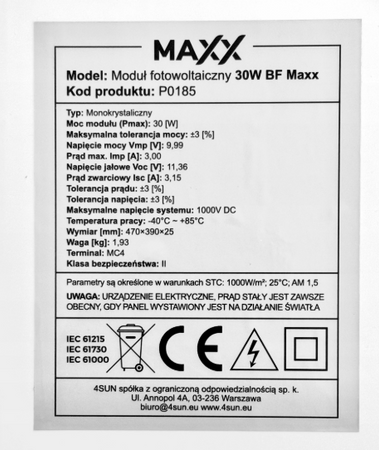 MAXX
Model: Moduł fotowoltaiczny 30W BF Maxx
Kod produktu: P0185
Typ: Monokrystaliczny
Moc modułu (Pmax): 30 [W]
Maksymalna tolerancja mocy: ±3 [%]
Napięcie mocy Vmp [V]: 9,99
Prąd max. Imp [A]: 3,00
Napięcie jałowe Voc [V]: 11,36
Prąd zwarciowy Isc [A]: 3,15
Tolerancja prądu: ±3 [%]
Tolerancja napięcia: ±3 [%]
Maksymalne napięcie systemu: 1000V DC
Temperatura pracy: -40°C ~ +85°C
Wymiar [mm]: 470×390×25
Waga [kg]: 1,93
Terminal: MC4
Klasa bezpieczeństwa: II
Parametry są określone w warunkach STC: 1000W/m²; 25°C; AM 1,5
UWAGA: URZĄDZENIE ELEKTRYCZNE, PRĄD STAŁY JEST ZAWSZE
OBECNY, GDY PANEL WYSTAWIONY JEST NA DZIAŁANIE ŚWIATŁA
IEC 61215
IEC 61730
IEC 61000
CE
4SUN spółka z ograniczoną odpowiedzialnością sp. k.
Ul. Annopol 4A, 03-236 Warszawa
biuro@4sun.eu www.4sun.eu